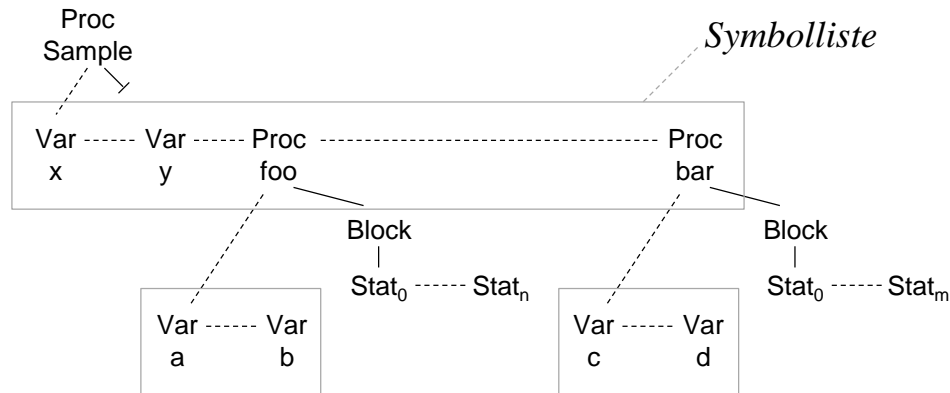 Proc
Sample
Symbolliste
Var Var Proc Proc
x y foo bar
Block Block
Stat₀ Statₙ Stat₀ Statₘ
Var Var Var Var
a b c d